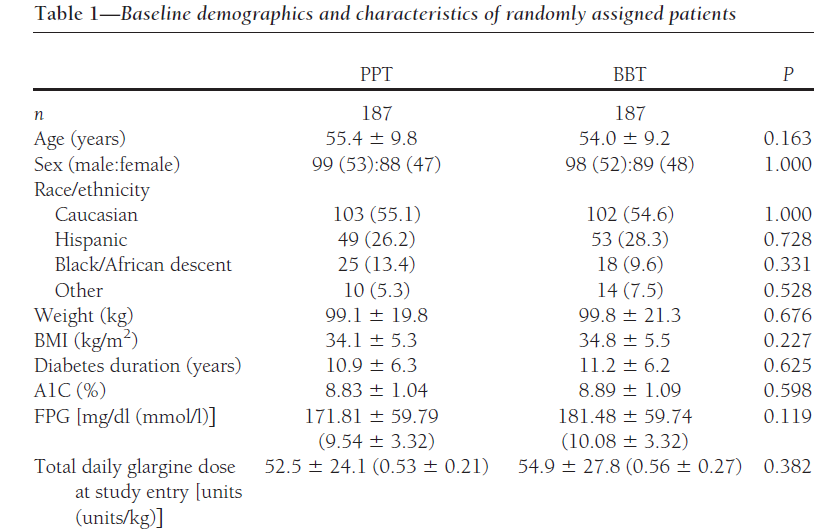 Table 1—Baseline demographics and characteristics of randomly assigned patients
PPT BBT P
n 187 187
Age (years) 55.4 ± 9.8 54.0 ± 9.2 0.163
Sex (male:female) 99 (53):88 (47) 98 (52):89 (48) 1.000
Race/ethnicity
Caucasian 103 (55.1) 102 (54.6) 1.000
Hispanic 49 (26.2) 53 (28.3) 0.728
Black/African descent 25 (13.4) 18 (9.6) 0.331
Other 10 (5.3) 14 (7.5) 0.528
Weight (kg) 99.1 ± 19.8 99.8 ± 21.3 0.676
BMI (kg/m²) 34.1 ± 5.3 34.8 ± 5.5 0.227
Diabetes duration (years) 10.9 ± 6.3 11.2 ± 6.2 0.625
A1C (%) 8.83 ± 1.04 8.89 ± 1.09 0.598
FPG [mg/dl (mmol/l)] 171.81 ± 59.79 181.48 ± 59.74 0.119
(9.54 ± 3.32) (10.08 ± 3.32)
Total daily glargine dose 52.5 ± 24.1 (0.53 ± 0.21) 54.9 ± 27.8 (0.56 ± 0.27) 0.382
at study entry [units
(units/kg)]